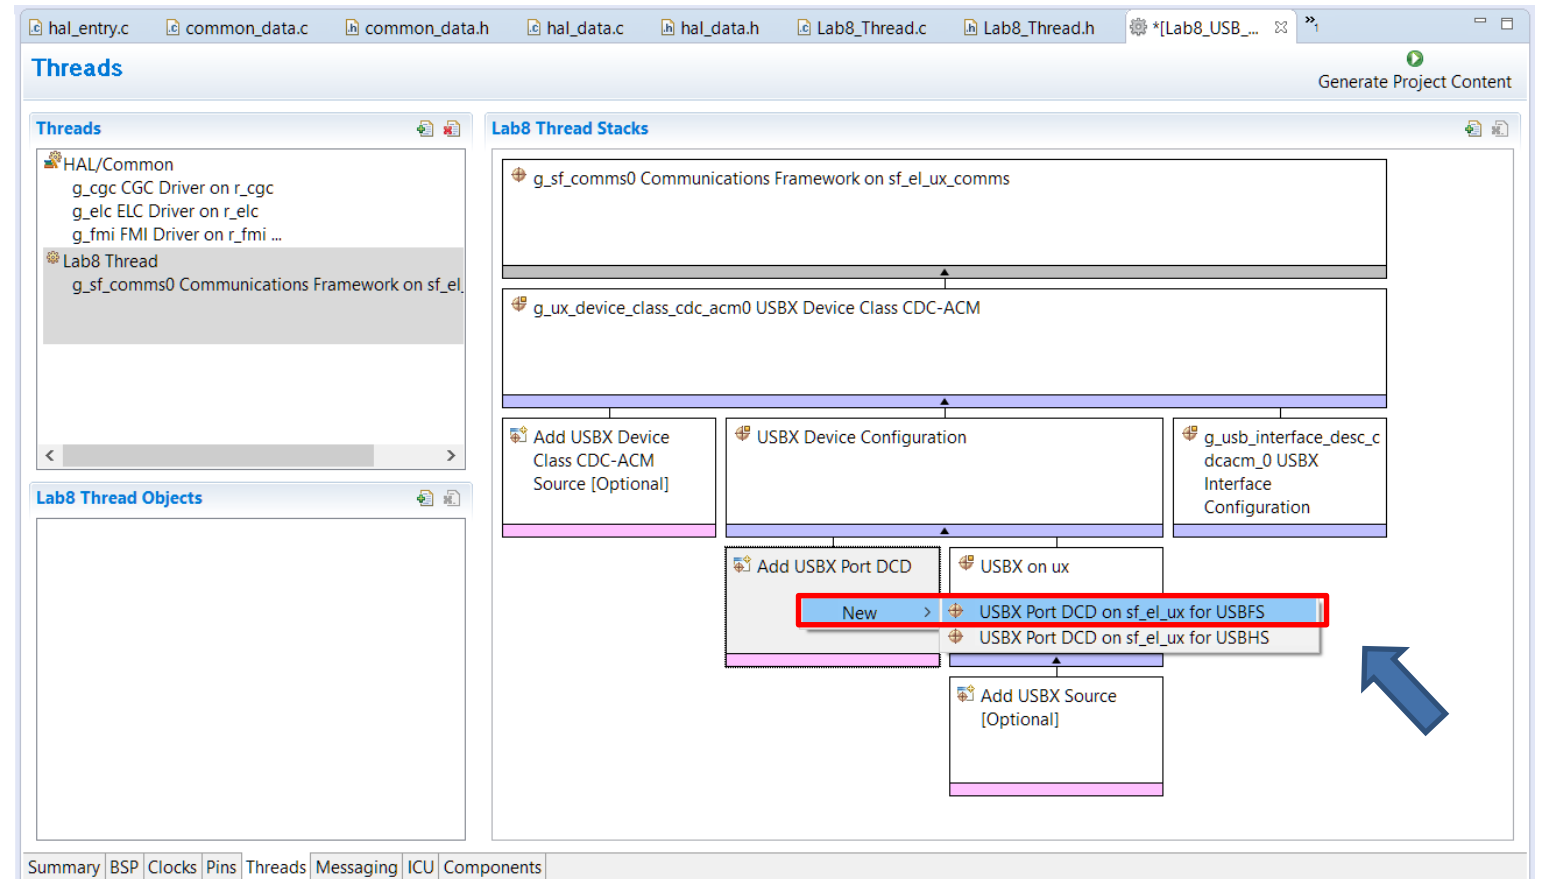 hal_entry.c common_data.c common_data.h hal_data.c hal_data.h Lab8_Thread.c Lab8_Thread.h *[Lab8_USB_... »1
Threads
Generate Project Content
Threads
HAL/Common
g_cgc CGC Driver on r_cgc
g_elc ELC Driver on r_elc
g_fmi FMI Driver on r_fmi ...
Lab8 Thread
g_sf_comms0 Communications Framework on sf_el_
Lab8 Thread Objects
Lab8 Thread Stacks
g_sf_comms0 Communications Framework on sf_el_ux_comms
g_ux_device_class_cdc_acm0 USBX Device Class CDC-ACM
Add USBX Device
Class CDC-ACM
Source [Optional]
USBX Device Configuration
g_usb_interface_desc_c
dcacm_0 USBX
Interface
Configuration
Add USBX Port DCD
USBX on ux
New > USBX Port DCD on sf_el_ux for USBFS
USBX Port DCD on sf_el_ux for USBHS
Add USBX Source
[Optional]
Summary BSP Clocks Pins Threads Messaging ICU Components